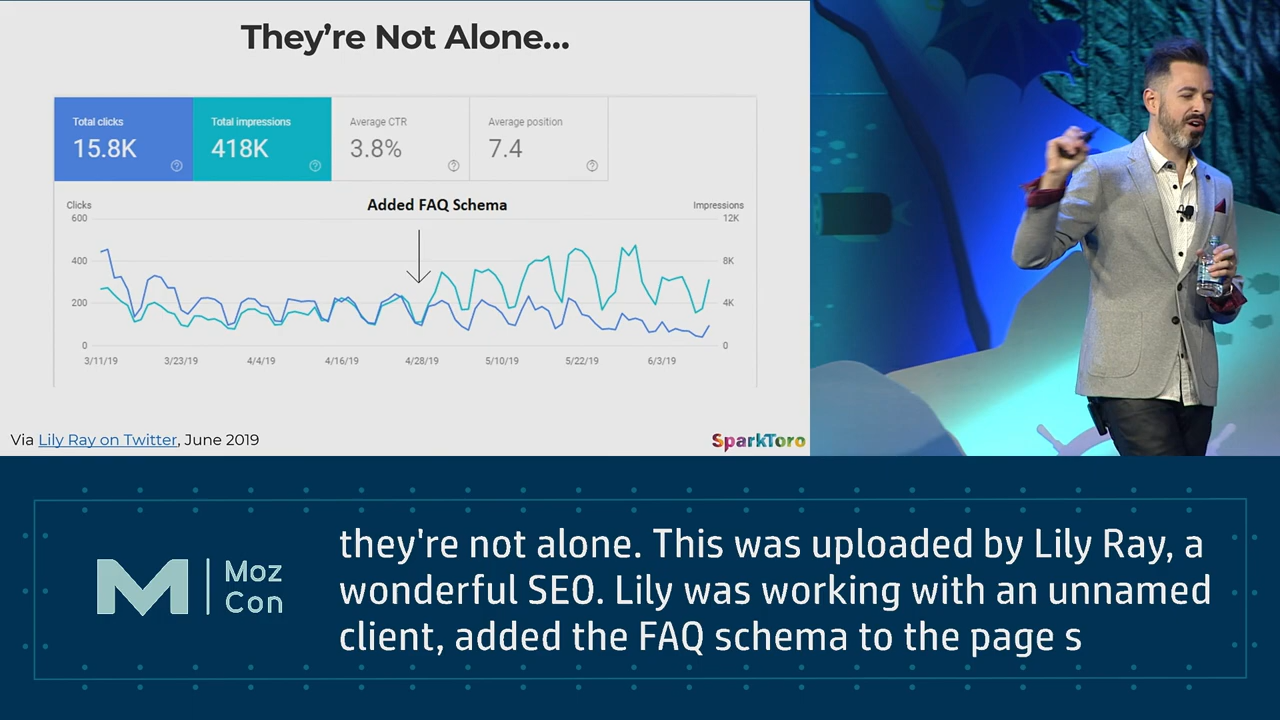 They're Not Alone...
Total clicks
15.8K
Total impressions
418K
Average CTR
3.8%
Average position
7.4
Clicks
Added FAQ Schema
Impressions
600
12K
400
8K
200
4K
0
0
3/11/19 3/23/19 4/4/19 4/16/19 4/28/19 5/10/19 5/22/19 6/3/19
Via Lily Ray on Twitter, June 2019
SparkToro
Moz
Con
they're not alone. This was uploaded by Lily Ray, a
wonderful SEO. Lily was working with an unnamed
client, added the FAQ schema to the page s